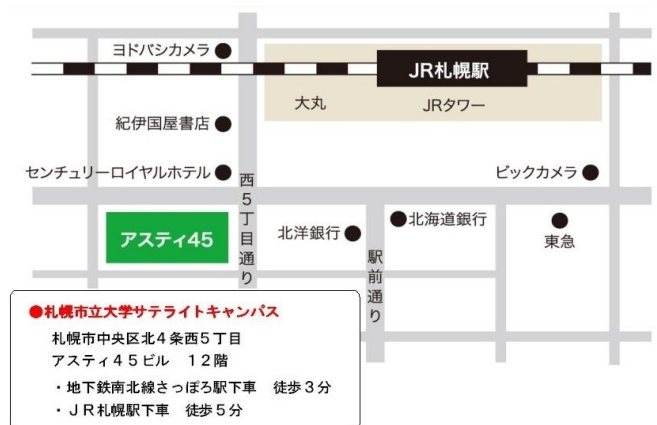 ヨドバシカメラ
JR札幌駅
大丸
JRタワー
紀伊国屋書店
センチュリーロイヤルホテル
ビックカメラ
西5丁目通り
アスティ45
北洋銀行
北海道銀行
東急
駅前通り
●札幌市立大学サテライトキャンパス
札幌市中央区北4条西5丁目
アスティ45ビル 12階
・地下鉄南北線さっぽろ駅下車 徒歩3分
・JR札幌駅下車 徒歩5分